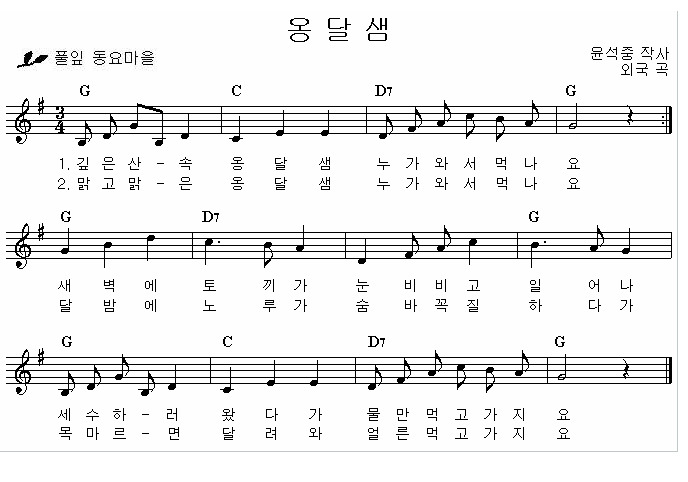 옹 달 샘
풀잎 동요마을
윤석중 작사
외국 곡
G C D7 G
3
4
1. 깊 은 산 - 속 옹 달 샘 누 가 와 서 먹 나 요
2. 맑 고 맑 - 은 옹 달 샘 누 가 와 서 먹 나 요
G D7 G
새 벽 에 토 끼 가 눈 비 비 고 일 어 나
달 밤 에 노 루 가 숨 바 꼭 질 하 다 가
G C D7 G
세 수 하 - 러 왔 다 가 물 만 먹 고 가 지 요
목 마 르 - 면 달 려 와 얼 른 먹 고 가 지 요